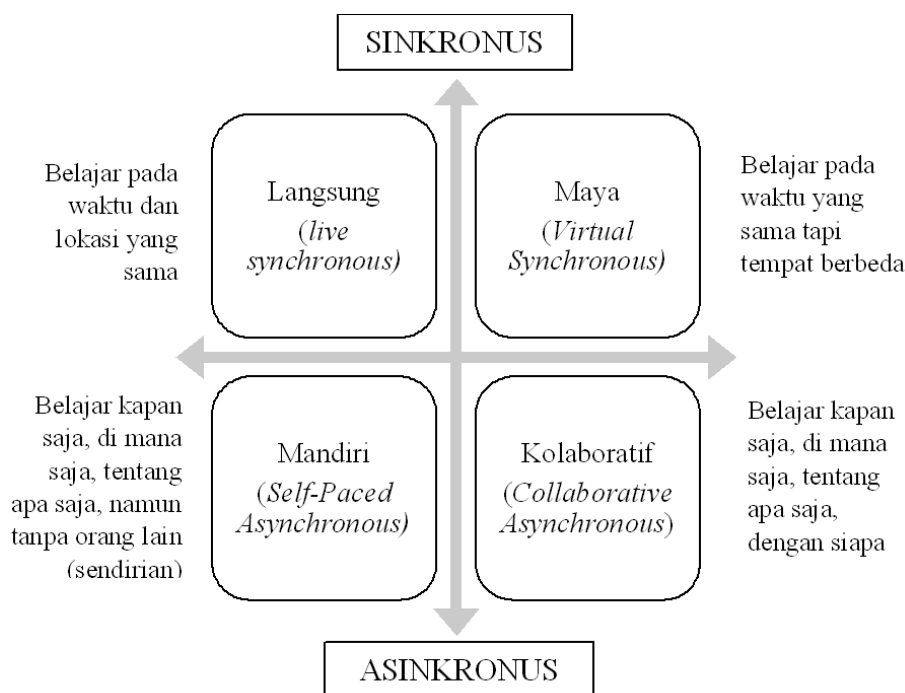 SINKRONUS
Belajar pada
waktu dan
lokasi yang
sama
Langsung
(live
synchronous)
Maya
(Virtual
Synchronous)
Belajar pada
waktu yang
sama tapi
tempat berbeda
Belajar kapan
saja, di mana
saja, tentang
apa saja, namun
tanpa orang lain
(sendirian)
Mandiri
(Self-Paced
Asynchronous)
Kolaboratif
(Collaborative
Asynchronous)
Belajar kapan
saja, di mana
saja, tentang
apa saja,
dengan siapa
ASINKRONUS